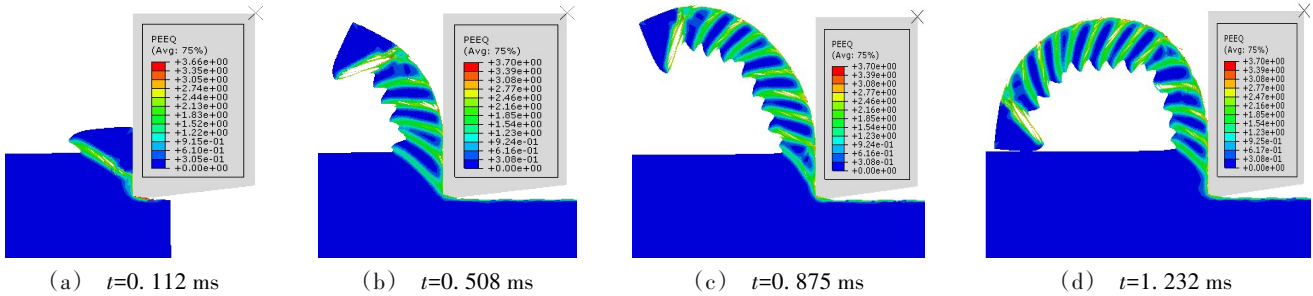 PEEQ
(Avg: 75%)
+3.66e+00
+3.35e+00
+3.05e+00
+2.74e+00
+2.44e+00
+2.13e+00
+1.83e+00
+1.52e+00
+1.22e+00
+9.15e-01
+6.10e-01
+3.05e-01
+0.00e+00
(a) t=0.112 ms
PEEQ
(Avg: 75%)
+3.70e+00
+3.39e+00
+3.08e+00
+2.77e+00
+2.46e+00
+2.16e+00
+1.85e+00
+1.54e+00
+1.23e+00
+9.24e-01
+6.16e-01
+3.08e-01
+0.00e+00
(b) t=0.508 ms
PEEQ
(Avg: 75%)
+3.70e+00
+3.39e+00
+3.08e+00
+2.77e+00
+2.46e+00
+2.16e+00
+1.85e+00
+1.54e+00
+1.23e+00
+9.24e-01
+6.16e-01
+3.08e-01
+0.00e+00
(c) t=0.875 ms
PEEQ
(Avg: 75%)
+3.70e+00
+3.39e+00
+3.08e+00
+2.77e+00
+2.46e+00
+2.16e+00
+1.85e+00
+1.54e+00
+1.23e+00
+9.25e-01
+6.17e-01
+3.08e-01
+0.00e+00
(d) t=1.232 ms